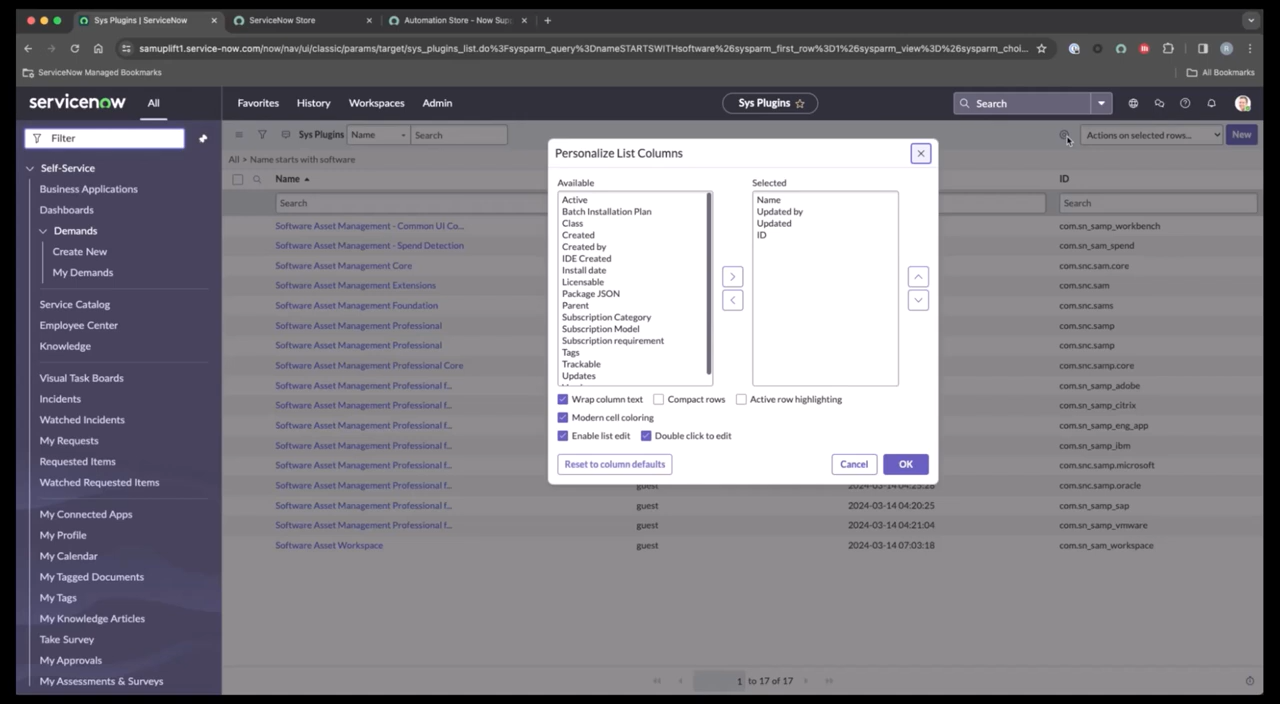 Sys Plugins | ServiceNow
ServiceNow Store
Automation Store - Now Sup
samuplift1.service-now.com/now/nav/ui/classic/params/target/sys_plugins_list.do%3Fsysparm_query%3DnameSTARTSWITHsoftware%26sysparm_first_row%3D1%26sysparm_view%3D%26sysparm_choi...
ServiceNow Managed Bookmarks
All Bookmarks
servicenow
All
Favorites
History
Workspaces
Admin
Sys Plugins
Search
Filter
Self-Service
Business Applications
Dashboards
Demands
Create New
My Demands
Service Catalog
Employee Center
Knowledge
Visual Task Boards
Incidents
Watched Incidents
My Requests
Requested Items
Watched Requested Items
My Connected Apps
My Profile
My Calendar
My Tagged Documents
My Tags
My Knowledge Articles
Take Survey
My Approvals
My Assessments & Surveys
Sys Plugins
Name
Search
Actions on selected rows...
New
All > Name starts with software
Name
ID
Search
Search
Software Asset Management - Common UI Co...
com.sn_samp_workbench
Software Asset Management - Spend Detection
com.sn_sam_spend
Software Asset Management Core
com.snc.sam.core
Software Asset Management Extensions
com.snc.sam
Software Asset Management Foundation
com.snc.sams
Software Asset Management Professional
com.snc.samp
Software Asset Management Professional
com.snc.samp
Software Asset Management Professional Core
com.snc.samp.core
Software Asset Management Professional f...
com.sn_samp_adobe
Software Asset Management Professional f...
com.sn_samp_citrix
Software Asset Management Professional f...
com.sn_samp_eng_app
Software Asset Management Professional f...
com.sn_samp_ibm
Software Asset Management Professional f...
com.snc.samp.microsoft
Software Asset Management Professional f...
guest
com.snc.samp.oracle
Software Asset Management Professional f...
guest
2024-03-14 04:20:25
com.sn_samp_sap
Software Asset Management Professional f...
guest
2024-03-14 04:21:04
com.sn_samp_vmware
Software Asset Workspace
guest
2024-03-14 07:03:18
com.sn_sam_workspace
1 to 17 of 17
Personalize List Columns
Available
Active
Batch Installation Plan
Class
Created
Created by
IDE Created
Install date
Licensable
Package JSON
Parent
Subscription Category
Subscription Model
Subscription requirement
Tags
Trackable
Updates
Selected
Name
Updated by
Updated
ID
Wrap column text
Compact rows
Active row highlighting
Modern cell coloring
Enable list edit
Double click to edit
Reset to column defaults
Cancel
OK